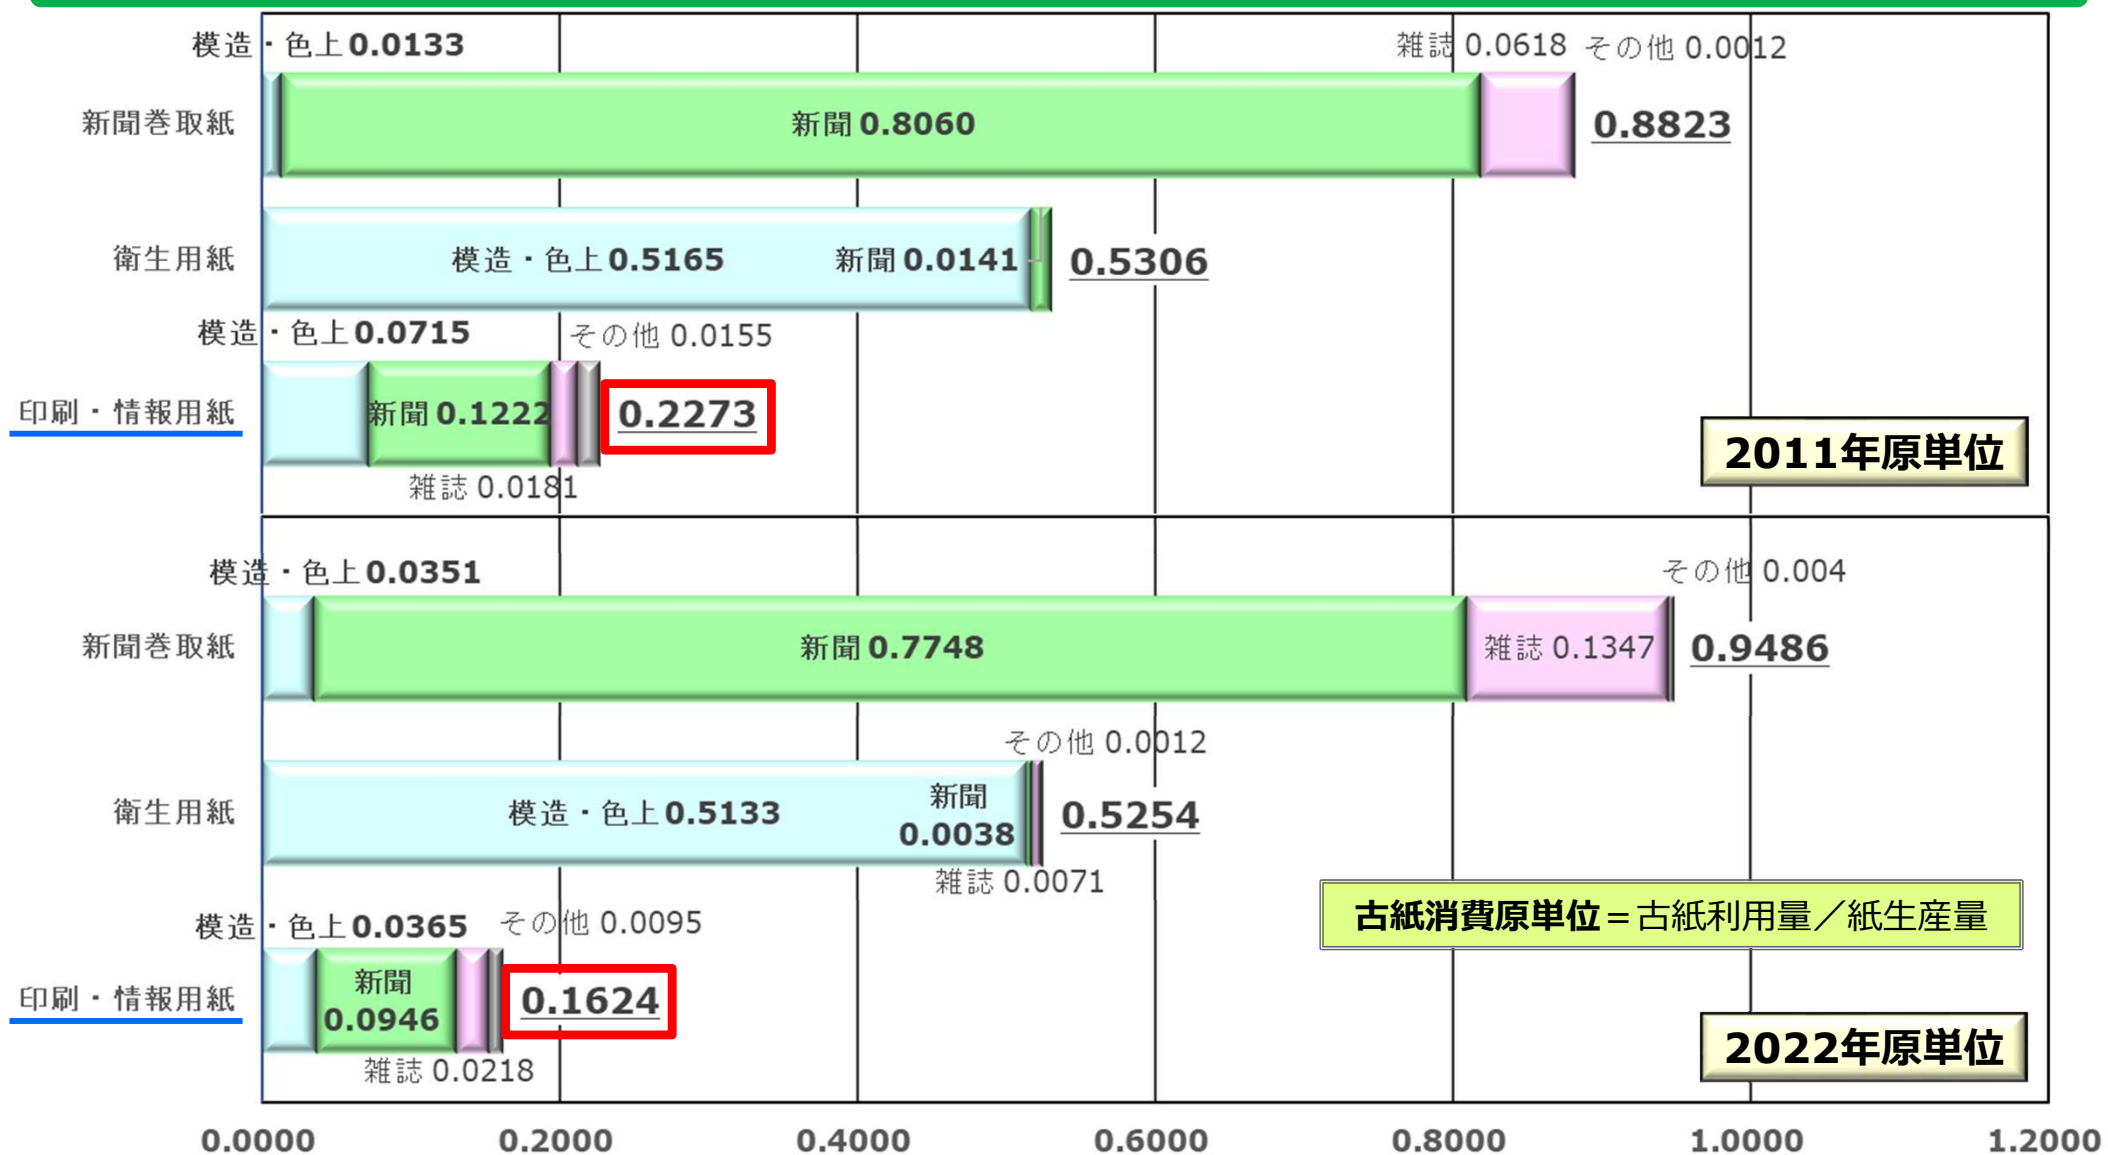 模造・色上 0.0133
雑誌 0.0618 その他 0.0012
新聞巻取紙
新聞 0.8060
0.8823
衛生用紙
模造・色上 0.5165
新聞 0.0141
0.5306
模造・色上 0.0715
その他 0.0155
印刷・情報用紙
新聞 0.1222
0.2273
雑誌 0.0181
2011年原単位
模造・色上 0.0351
その他 0.004
新聞巻取紙
新聞 0.7748
雑誌 0.1347
0.9486
その他 0.0012
衛生用紙
模造・色上 0.5133
新聞
0.0038
0.5254
雑誌 0.0071
古紙消費原単位=古紙利用量／紙生産量
模造・色上 0.0365
その他 0.0095
印刷・情報用紙
新聞
0.0946
0.1624
雑誌 0.0218
2022年原単位
0.0000 0.2000 0.4000 0.6000 0.8000 1.0000 1.2000